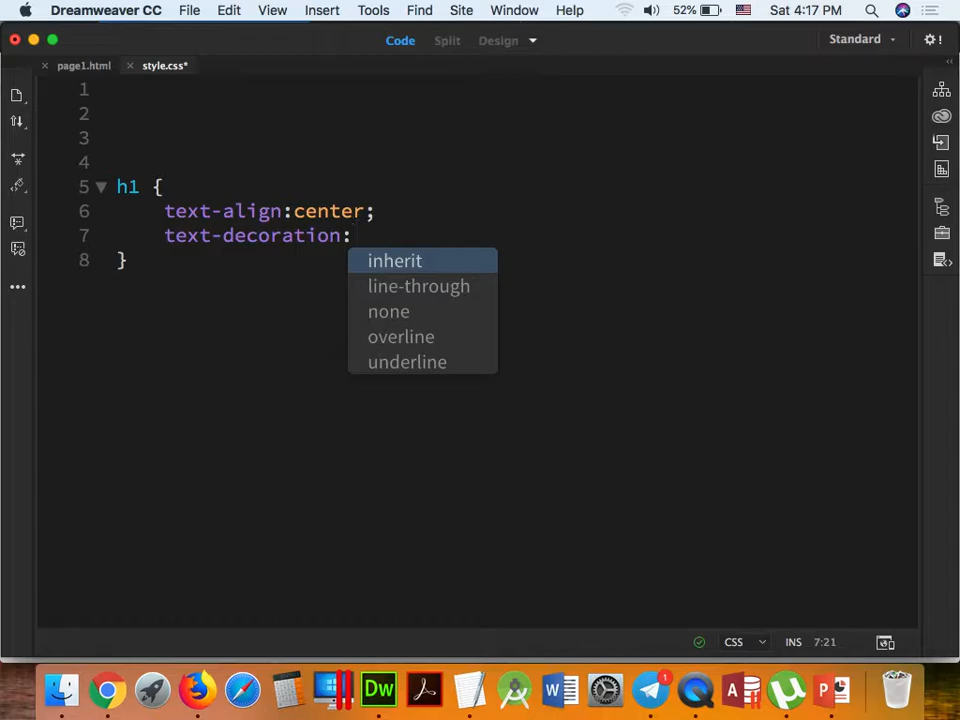 Dreamweaver CC File Edit View Insert Tools Find Site Window Help 52% Sat 4:17 PM
Code Split Design Standard
page1.html style.css*
1
2
3
4
5 h1 {
6 text-align:center;
7 text-decoration:
8 }
inherit
line-through
none
overline
underline
CSS INS 7:21
Dw W 1 A P